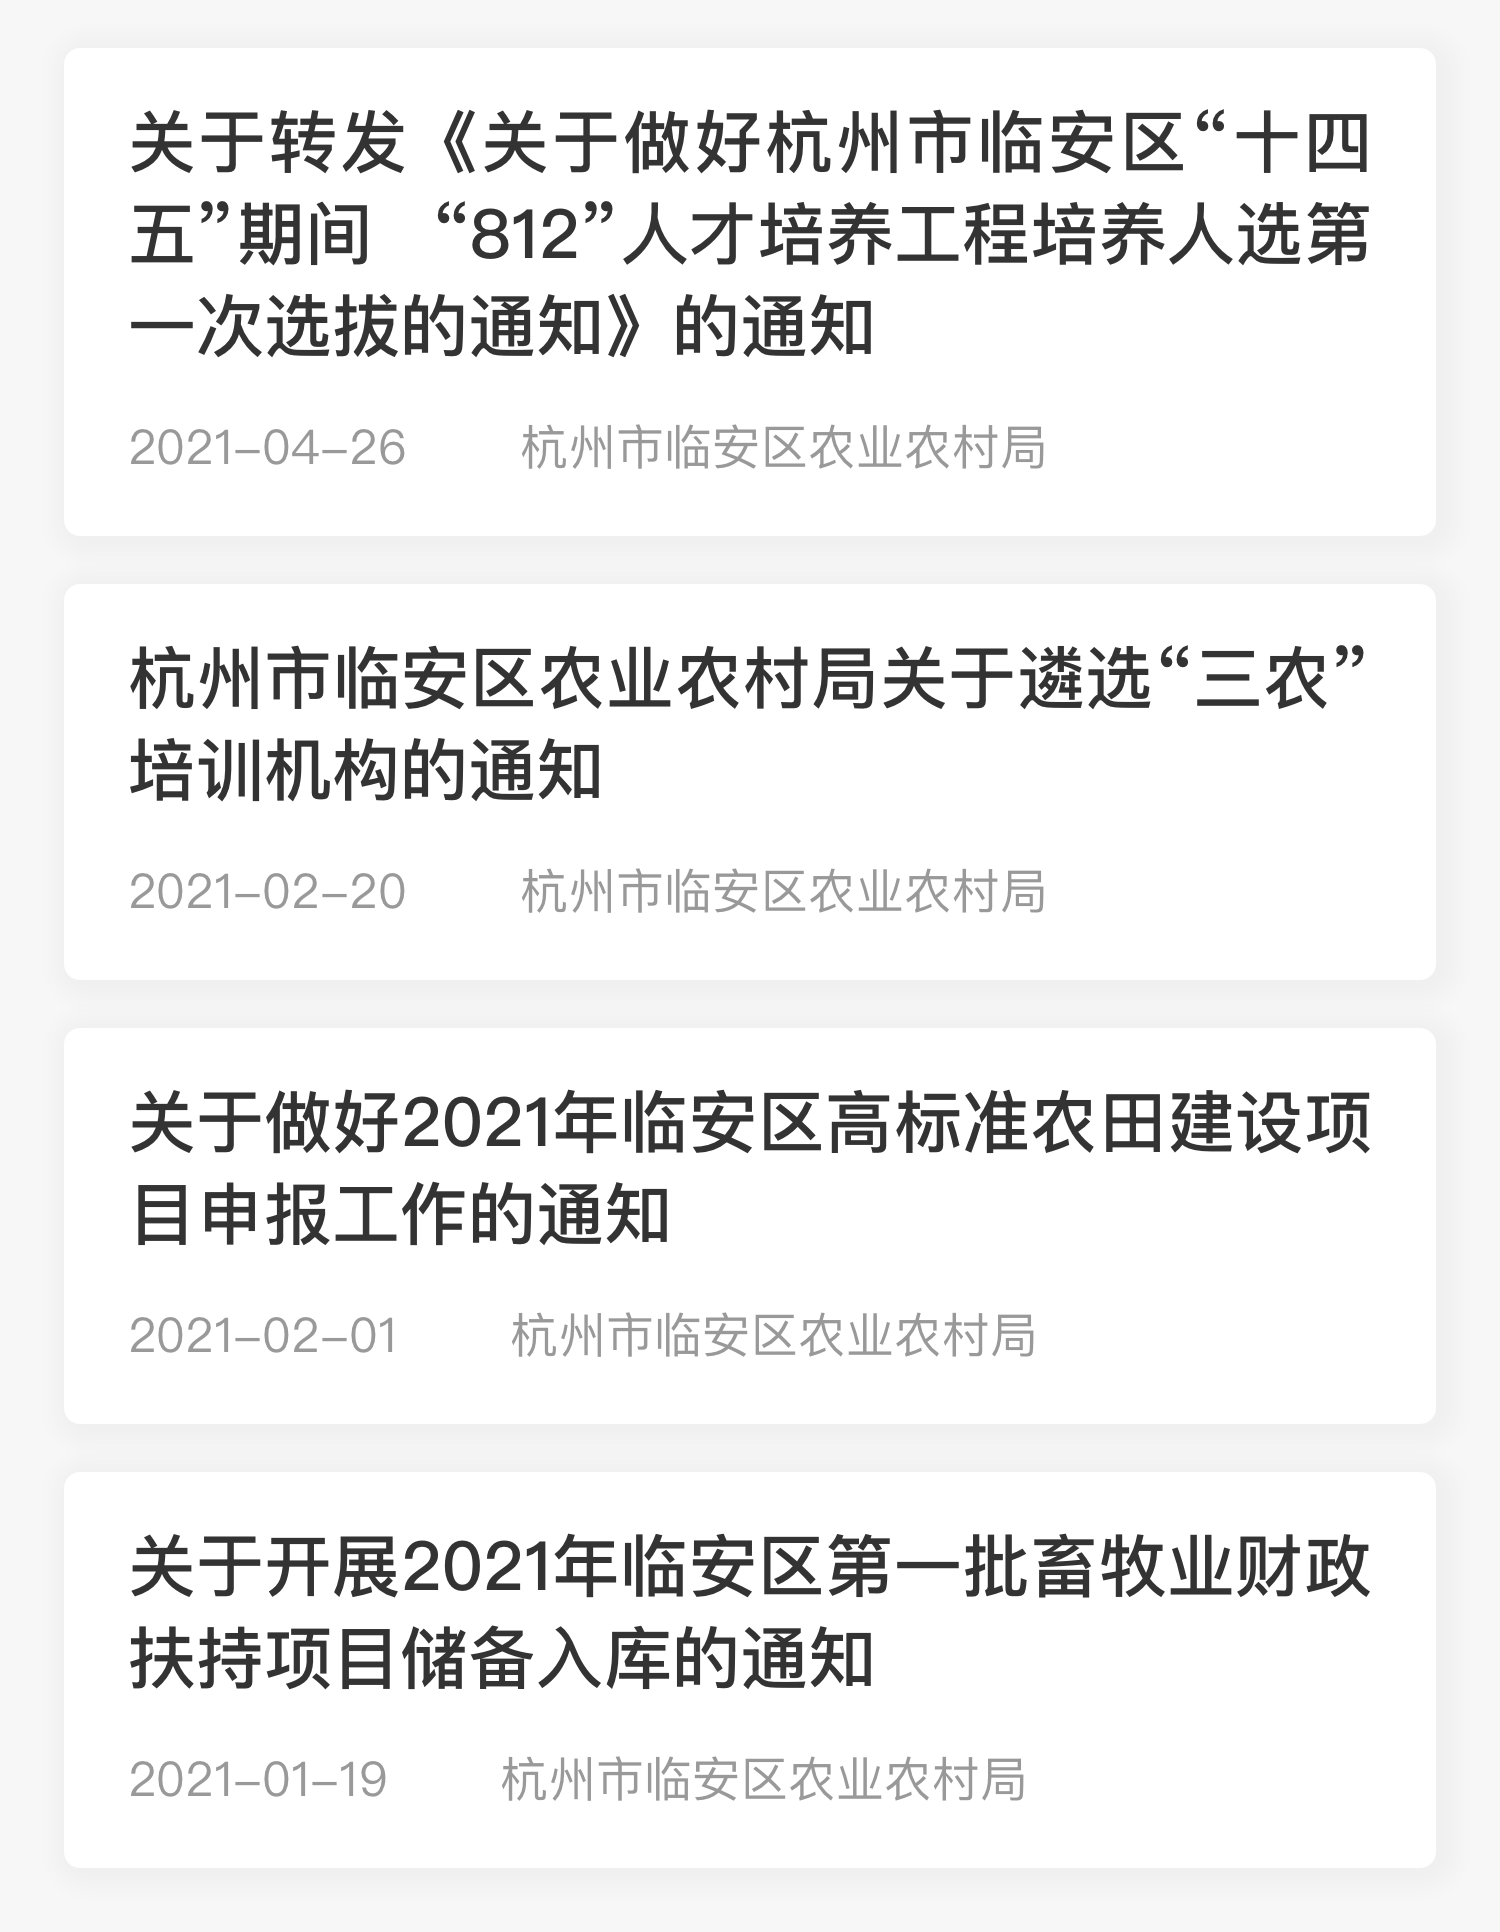 关于转发《关于做好杭州市临安区“十四
五”期间　“812”人才培养工程培养人选第
一次选拔的通知》的通知
2021-04-26 杭州市临安区农业农村局
杭州市临安区农业农村局关于遴选“三农”
培训机构的通知
2021-02-20 杭州市临安区农业农村局
关于做好2021年临安区高标准农田建设项
目申报工作的通知
2021-02-01 杭州市临安区农业农村局
关于开展2021年临安区第一批畜牧业财政
扶持项目储备入库的通知
2021-01-19 杭州市临安区农业农村局